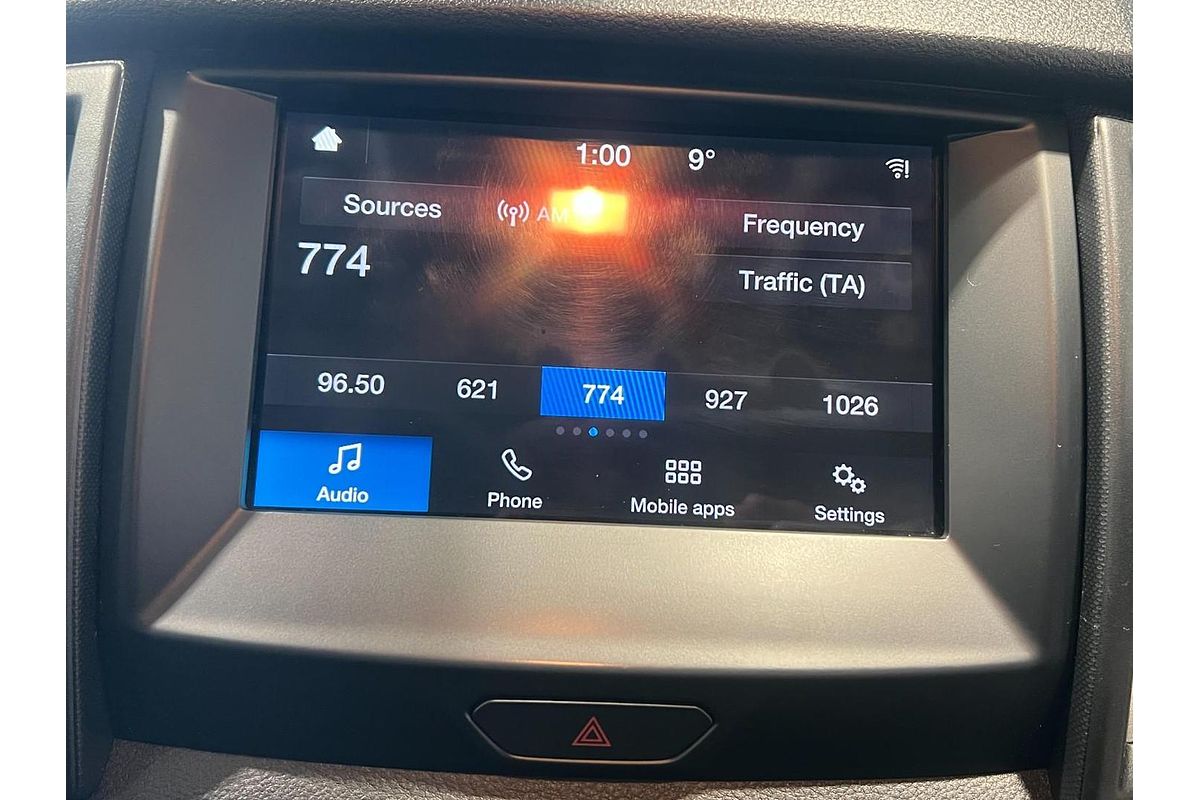 1:00 9°
Sources AM
Frequency
774
Traffic (TA)
96.50 621 774 927 1026
Audio Phone Mobile apps Settings